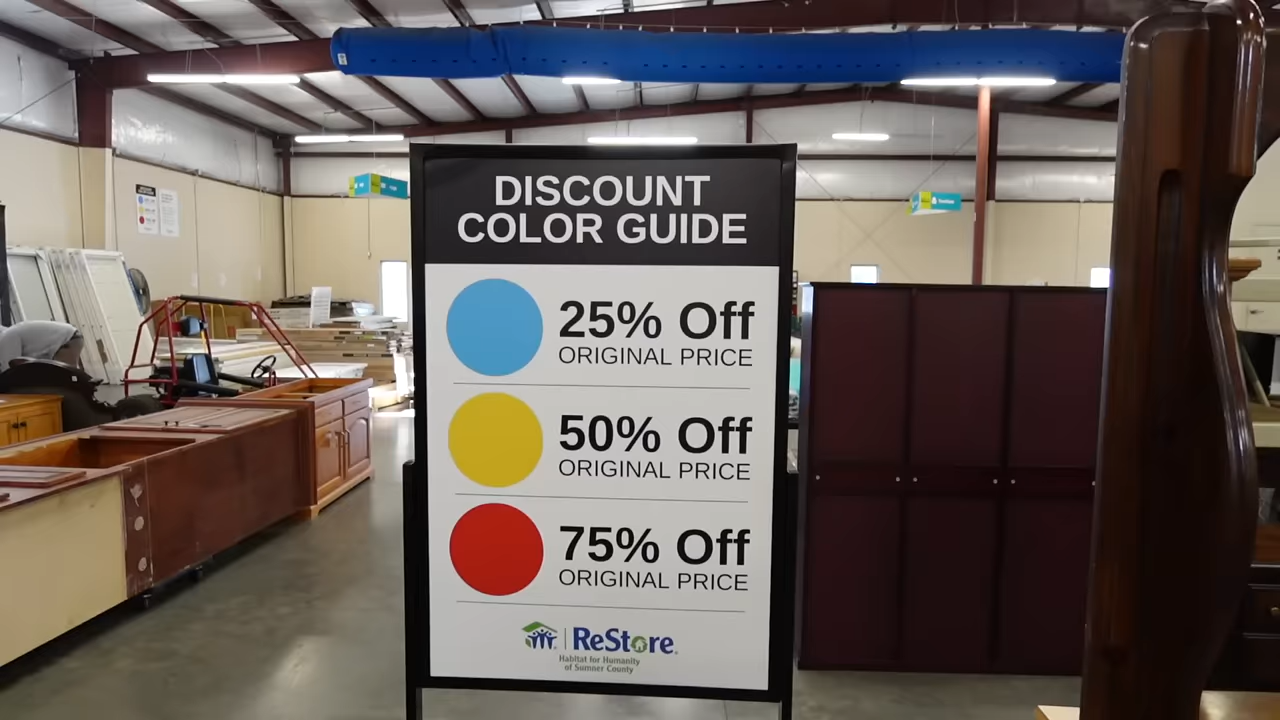 DISCOUNT
COLOR GUIDE
25% Off
ORIGINAL PRICE
50% Off
ORIGINAL PRICE
75% Off
ORIGINAL PRICE
ReStore
Habitat for Humanity
of Sumner County